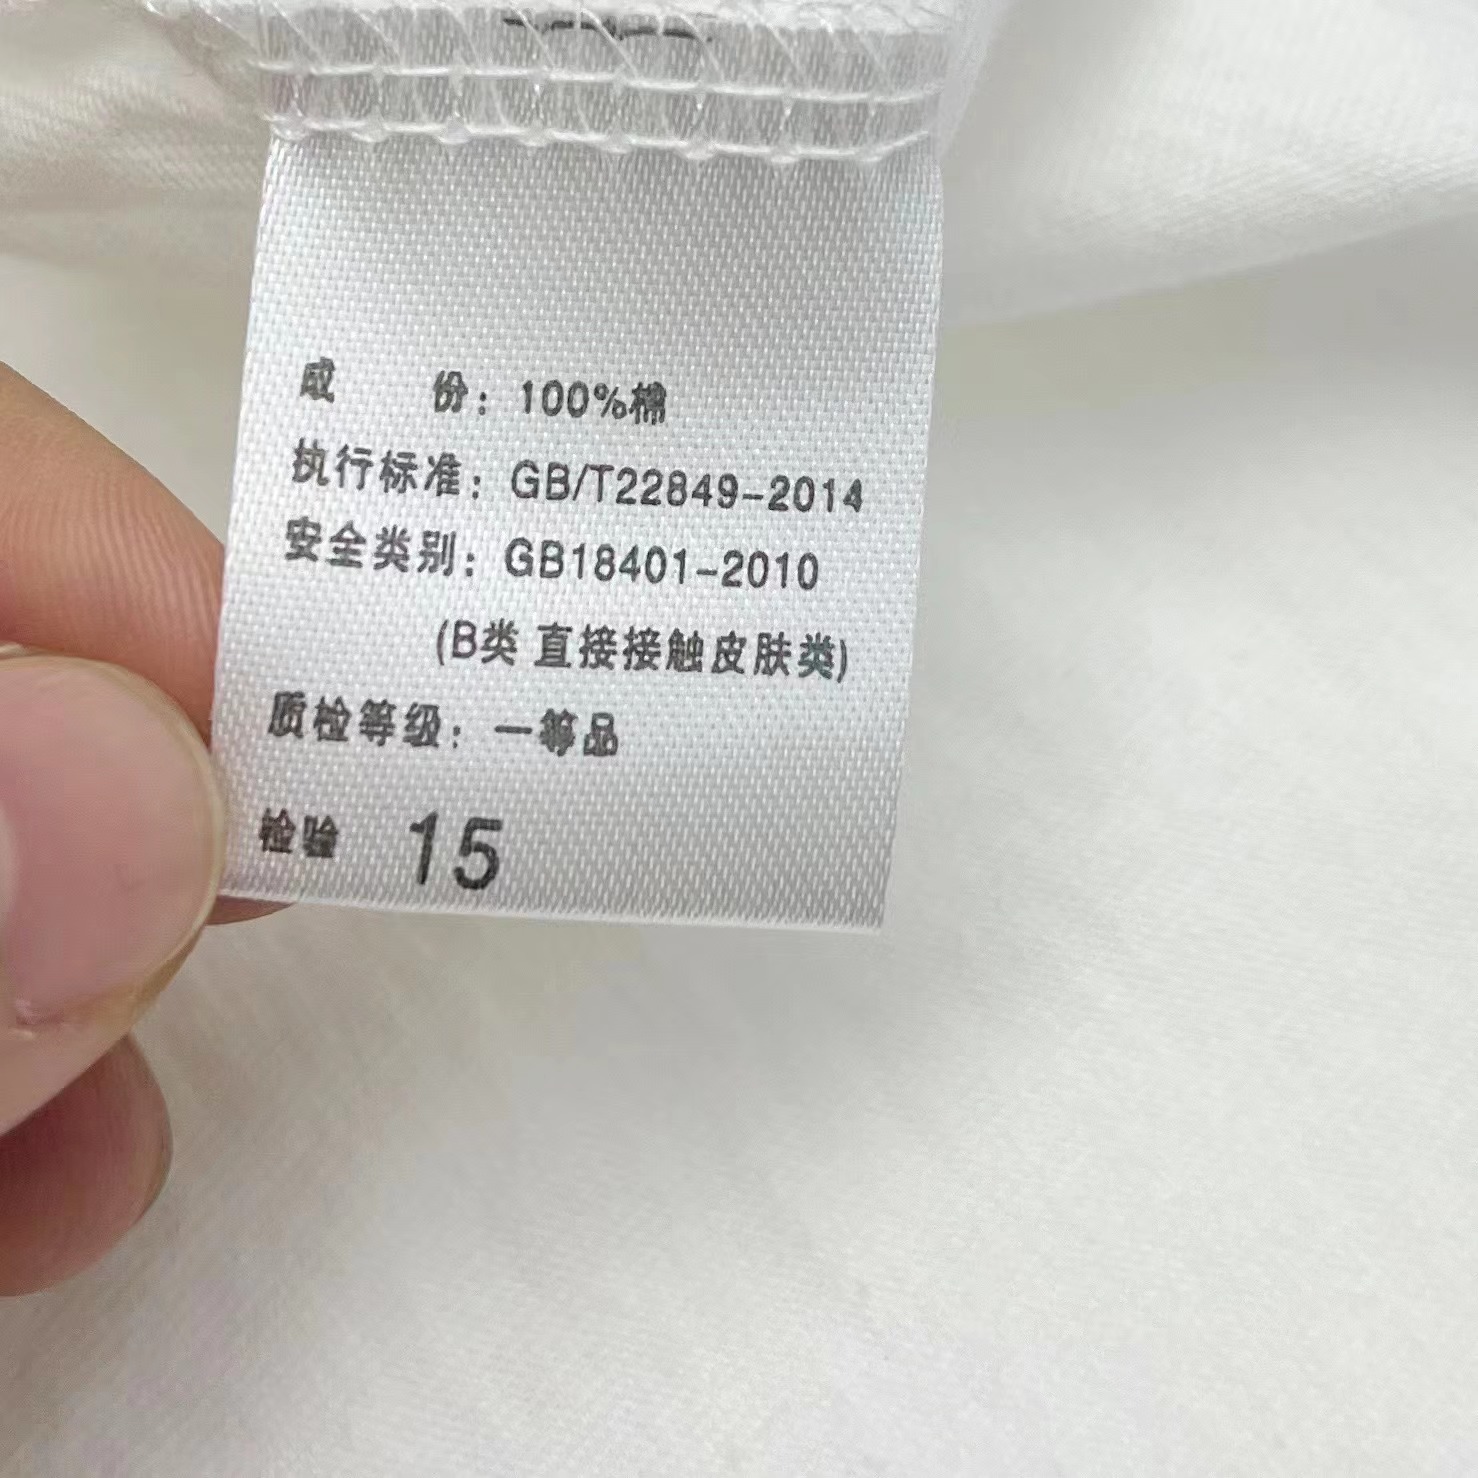 成 份：100%棉
执行标准：GB/T22849-2014
安全类别：GB18401-2010
(B类 直接接触皮肤类)
质检等级：一等品
检验 15